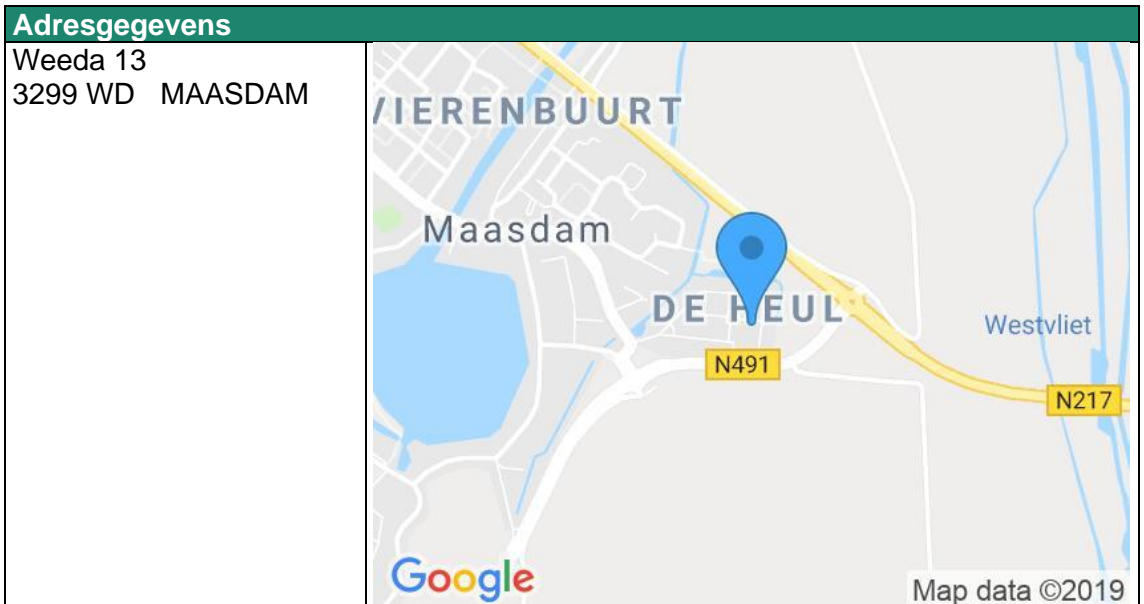 Adresgegevens
Weeda 13
3299 WD MAASDAM
VIERENBUURT
Maasdam
DE HEUL
Westvliet
N491
N217
Google
Map data ©2019